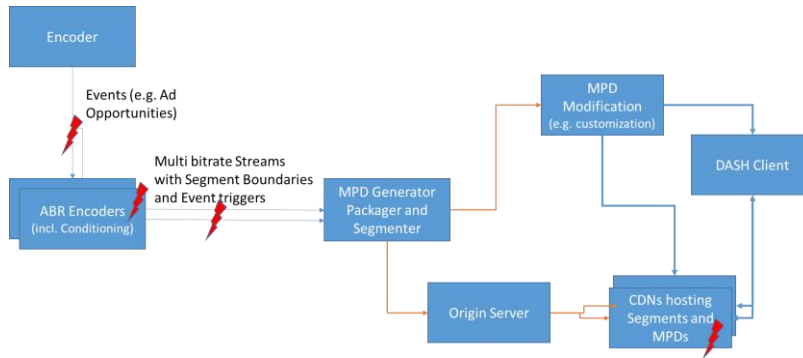 Encoder
Events (e.g. Ad
Opportunities)
MPD
Modification
(e.g. customization)
Multi bitrate Streams
with Segment Boundaries
and Event triggers
DASH Client
ABR Encoders
(incl. Conditioning)
MPD Generator
Packager and
Segmenter
Origin Server
CDNs hosting
Segments and
MPDs